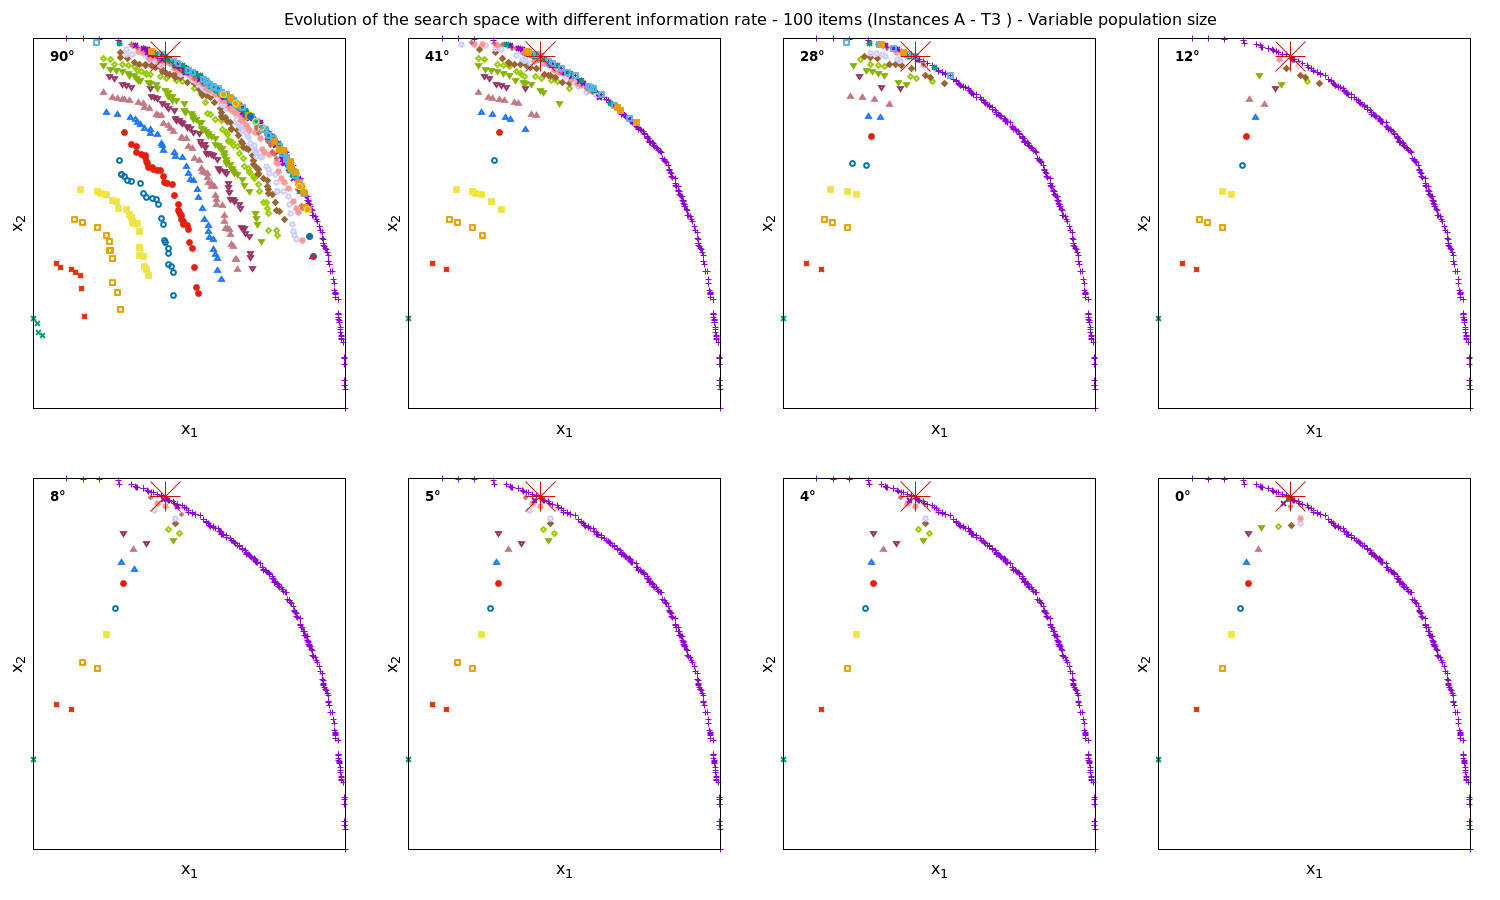 Evolution of the search space with different information rate - 100 items (Instances A - T3 ) - Variable population size
90° 41° 28° 12°
x₂ x₂ x₂ x₂
x₁ x₁ x₁ x₁
8° 5° 4° 0°
x₂ x₂ x₂ x₂
x₁ x₁ x₁ x₁